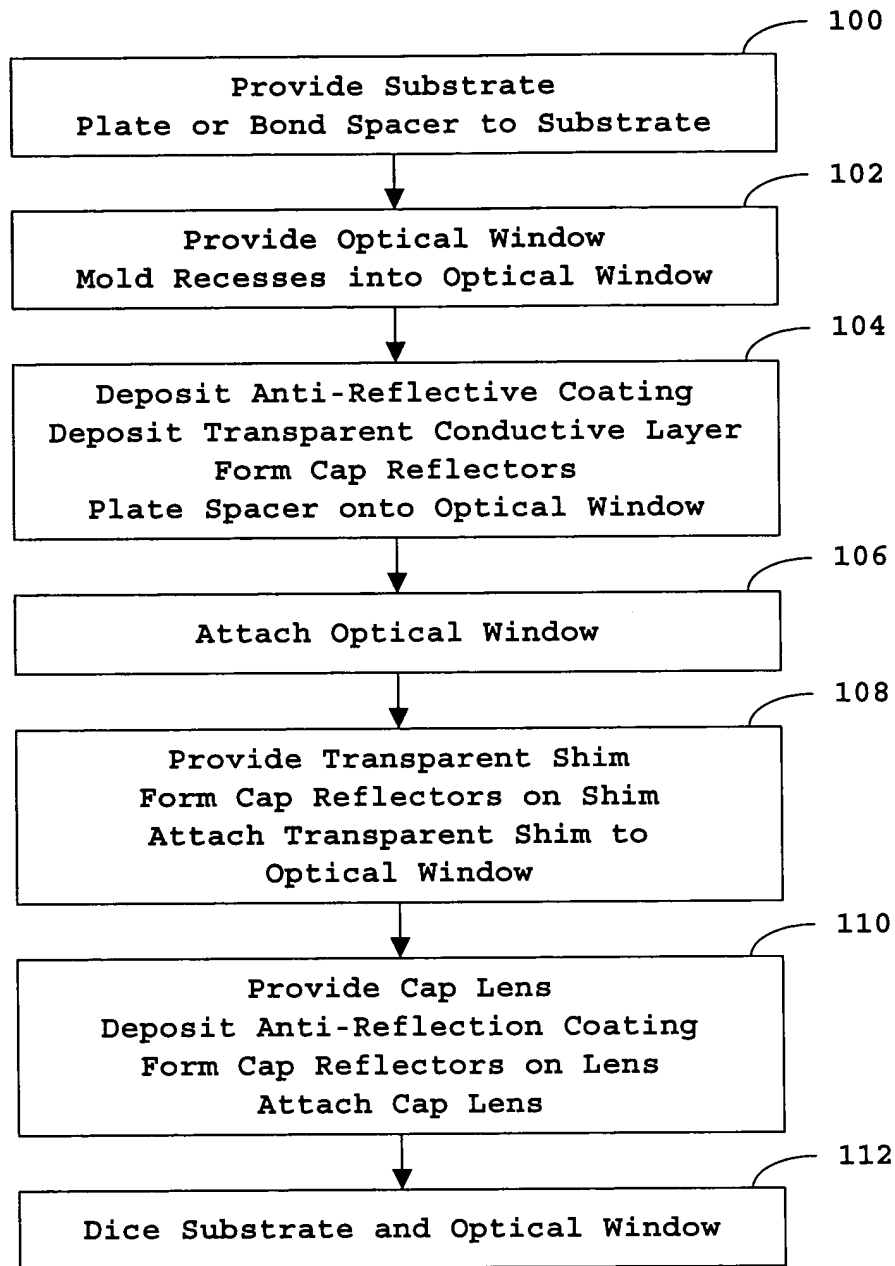 100
Provide Substrate
Plate or Bond Spacer to Substrate
102
Provide Optical Window
Mold Recesses into Optical Window
104
Deposit Anti-Reflective Coating
Deposit Transparent Conductive Layer
Form Cap Reflectors
Plate Spacer onto Optical Window
106
Attach Optical Window
108
Provide Transparent Shim
Form Cap Reflectors on Shim
Attach Transparent Shim to
Optical Window
110
Provide Cap Lens
Deposit Anti-Reflection Coating
Form Cap Reflectors on Lens
Attach Cap Lens
112
Dice Substrate and Optical Window